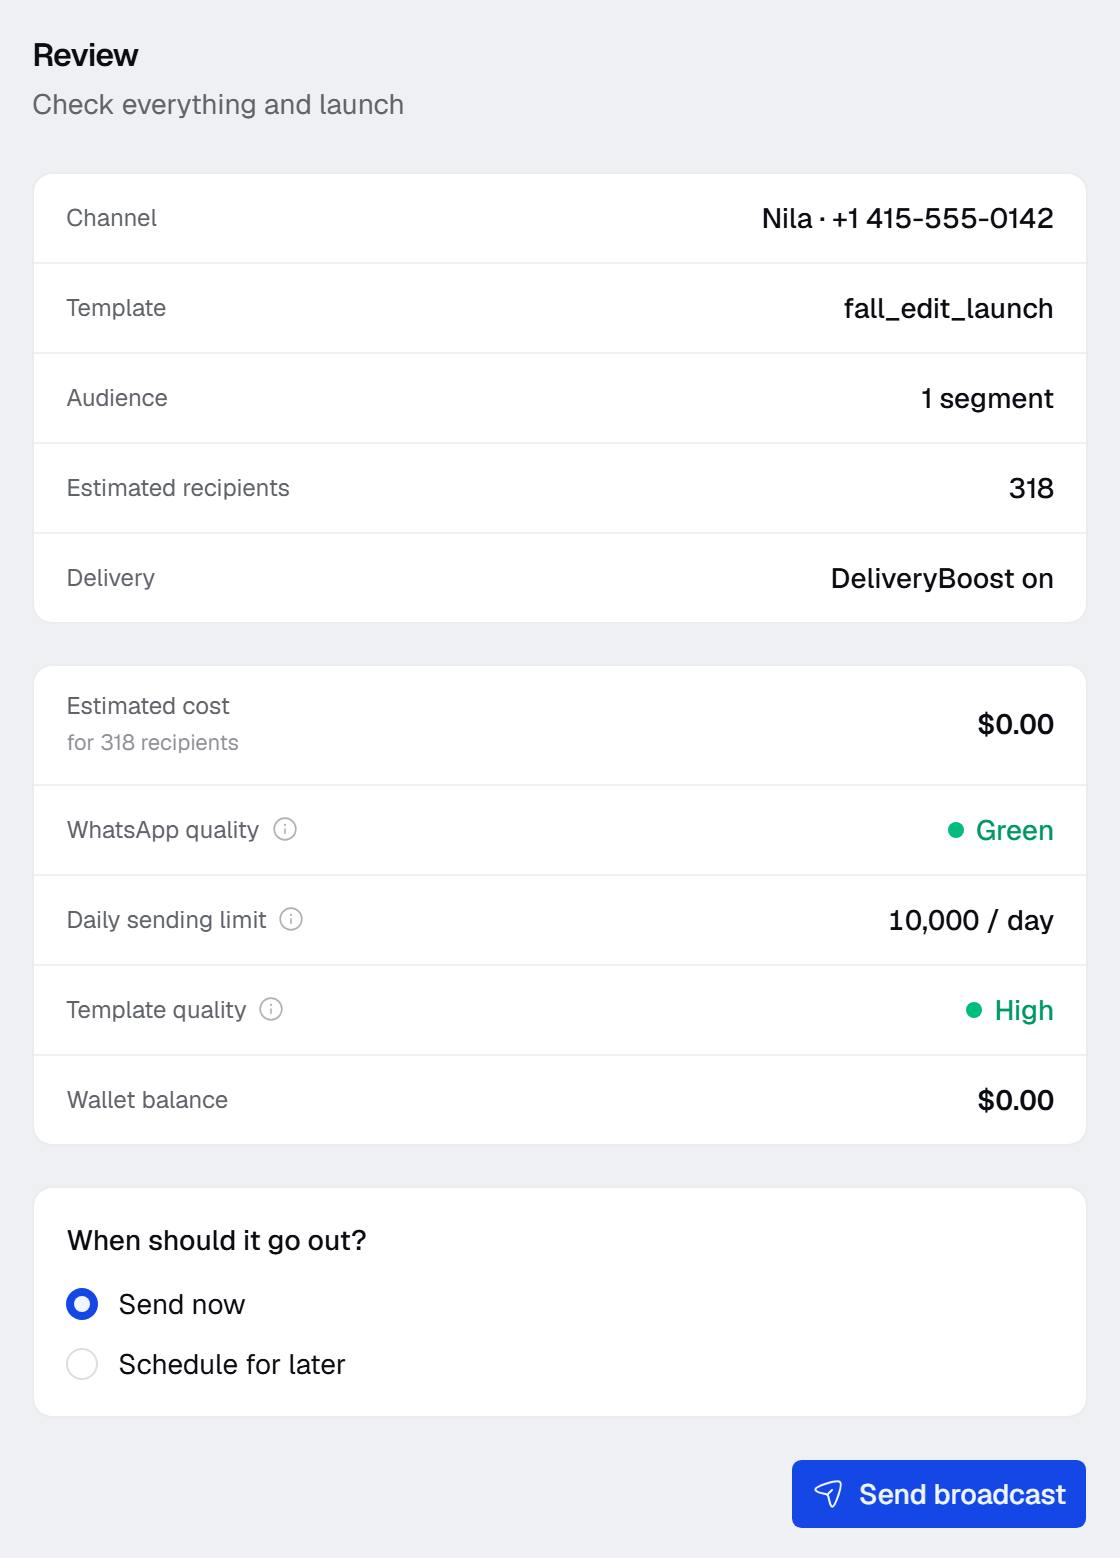 Review
Check everything and launch
Channel
Nila · +1 415-555-0142
Template
fall_edit_launch
Audience
1 segment
Estimated recipients
318
Delivery
DeliveryBoost on
Estimated cost
for 318 recipients
$0.00
WhatsApp quality
Green
Daily sending limit
10,000 / day
Template quality
High
Wallet balance
$0.00
When should it go out?
Send now
Schedule for later
Send broadcast